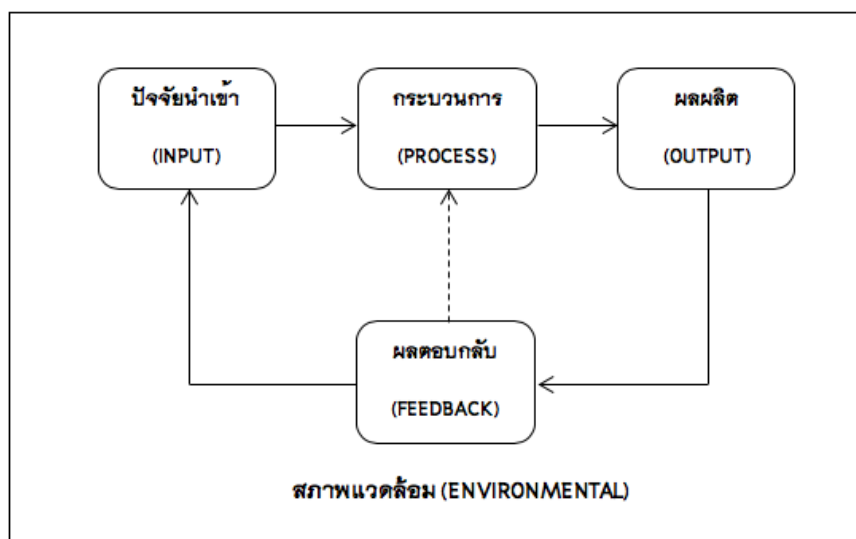 ปัจจัยนำเข้า
(INPUT)
กระบวนการ
(PROCESS)
ผลผลิต
(OUTPUT)
ผลตอบกลับ
(FEEDBACK)
สภาพแวดล้อม (ENVIRONMENTAL)